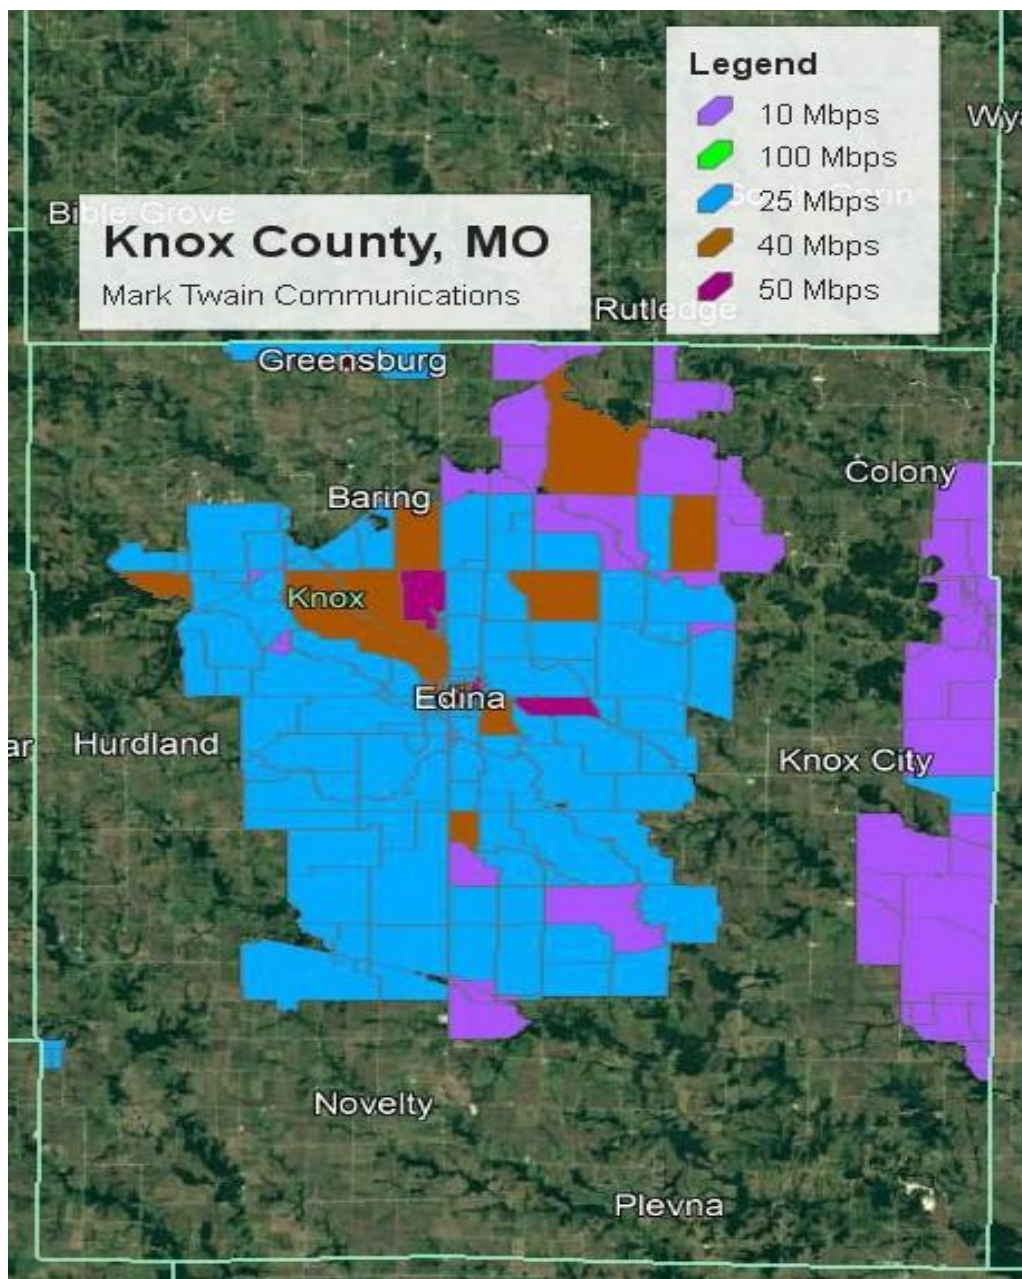 Legend
10 Mbps
100 Mbps
25 Mbps
40 Mbps
50 Mbps
Bible Grove
Knox County, MO
Mark Twain Communications
Rutledge
Greensburg
Colony
Baring
Knox
Edina
Hurdland
Knox City
Novelty
Plevna